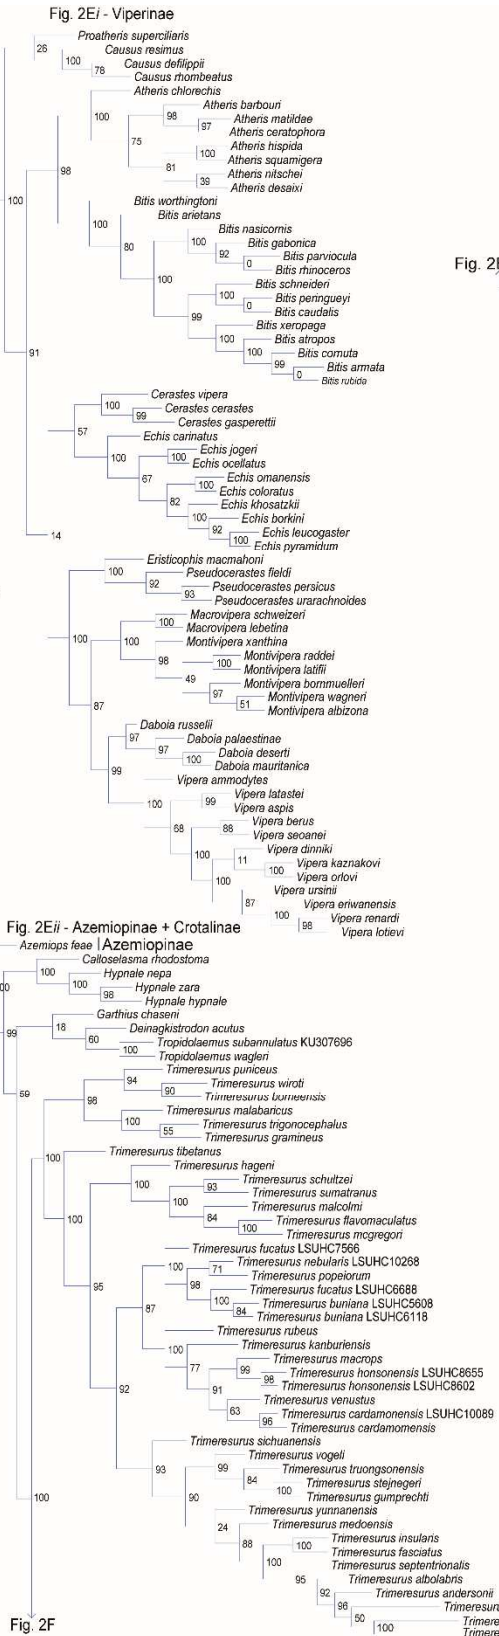 Fig. 2Ei - Viperinae
Proatheris superciliaris
26
Causus resimus
100
Causus defilippii
78
Causus rhombeatus
Atheris chlorechis
100
Atheris barbouri
98
Atheris matildae
97
Atheris ceratophora
75
Atheris hispida
100
Atheris squamigera
81
98
Atheris nitschei
39
Atheris desaixi
100
Bitis worthingtoni
Bitis arietans
100
Bitis nasicornis
100
Bitis gabonica
80
92
Bitis parviocula
0
Bitis rhinoceros
Fig. 2
100
Bitis schneideri
100
Bitis peringueyi
0
Bitis caudalis
99
Bitis xeropaga
Bitis atropos
100
91
Bitis cornuta
99
Bitis armata
0
Bitis rubida
Cerastes vipera
100
Cerastes cerastes
99
Cerastes gasperettii
57
Echis carinatus
100
Echis jogeri
100
Echis ocellatus
67
Echis omanensis
100
Echis coloratus
82
Echis khosatzkii
100
Echis borkini
92
Echis leucogaster
14
100
Echis pyramidum
Eristicophis macmahoni
100
Pseudocerastes fieldi
92
Pseudocerastes persicus
93
Pseudocerastes urarachnoides
Macrovipera schweizeri
100
Macrovipera lebetina
100
100
Montivipera xanthina
98
Montivipera raddei
100
Montivipera latifii
49
Montivipera bornmuelleri
97
Montivipera wagneri
87
51
Montivipera albizona
Daboia russelii
97
Daboia palaestinae
97
Daboia deserti
100
Daboia mauritanica
99
Vipera ammodytes
Vipera latastei
100
99
Vipera aspis
Vipera berus
68
88
Vipera seoanei
Vipera dinniki
100
11
Vipera kaznakovi
100
Vipera orlovi
100
Vipera ursinii
87
Vipera eriwanensis
100
Vipera renardi
98
Vipera lotievi
Fig. 2Eii - Azemiopinae + Crotalinae
Azemiops feae Azemiopinae
Calloselasma rhodostoma
100
Hypnale nepa
100
Hypnale zara
98
Hypnale hypnale
Garthius chaseni
18
Deinagkistrodon acutus
99
60
Tropidolaemus subannulatus KU307696
100
Tropidolaemus wagleri
Trimeresurus puniceus
94
Trimeresurus wiroti
59
90
Trimeresurus borneensis
98
Trimeresurus malabaricus
100
Trimeresurus trigonocephalus
55
Trimeresurus gramineus
Trimeresurus tibetanus
Trimeresurus hageni
100
Trimeresurus schultzei
93
Trimeresurus sumatranus
100
Trimeresurus malcolmi
100
84
Trimeresurus flavomaculatus
100
Trimeresurus mcgregori
Trimeresurus fucatus LSUHC7566
100
Trimeresurus nebularis LSUHC10268
71
Trimeresurus popeiorum
95
98
Trimeresurus fucatus LSUHC6688
100
Trimeresurus buniana LSUHC5608
87
84
Trimeresurus buniana LSUHC6118
Trimeresurus rubeus
100
Trimeresurus kanburiensis
77
Trimeresurus macrops
99
Trimeresurus honsonensis LSUHC8655
98
Trimeresurus honsonensis LSUHC8602
92
91
Trimeresurus venustus
63
Trimeresurus cardamonensis LSUHC10089
96
Trimeresurus cardamomensis
Trimeresurus sichuanensis
Trimeresurus vogeli
93
99
Trimeresurus truongsonensis
84
Trimeresurus stejnegeri
100
Trimeresurus gumprechti
100
90
Trimeresurus yunnanensis
24
Trimeresurus medoensis
88
Trimeresurus insularis
100
Trimeresurus fasciatus
100
Trimeresurus septentrionalis
95
Trimeresurus albolabris
92
Trimeresurus andersonii
96
Trimeresuru
50
Trimere
100
Trimere
Fig. 2F